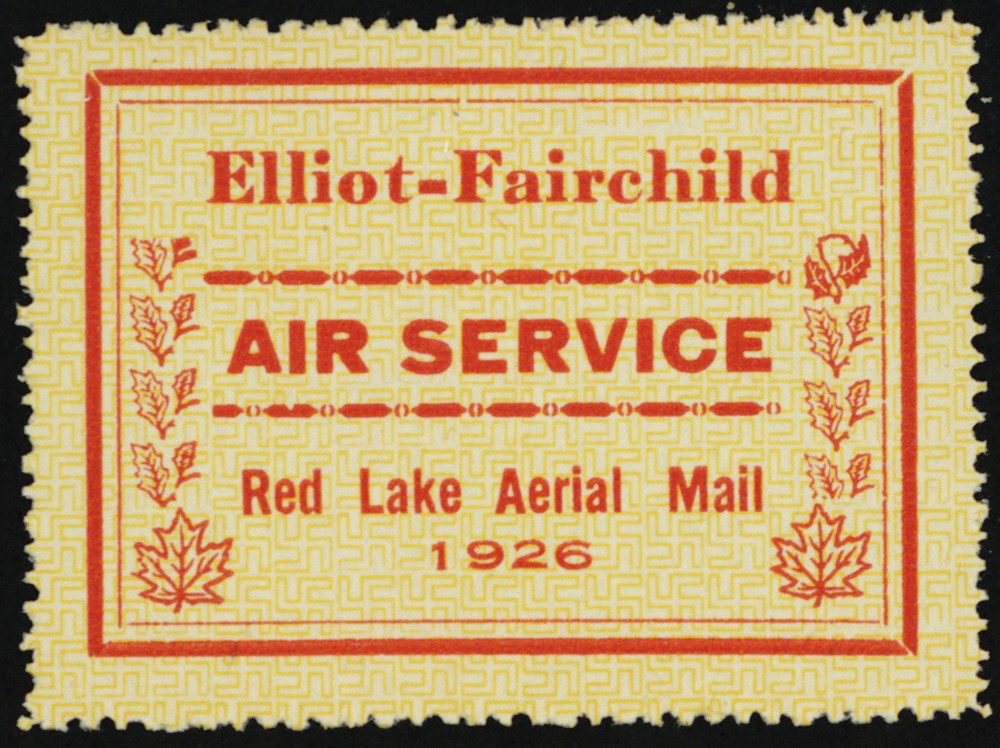 Elliot-Fairchild
AIR SERVICE
Red Lake Aerial Mail
1926